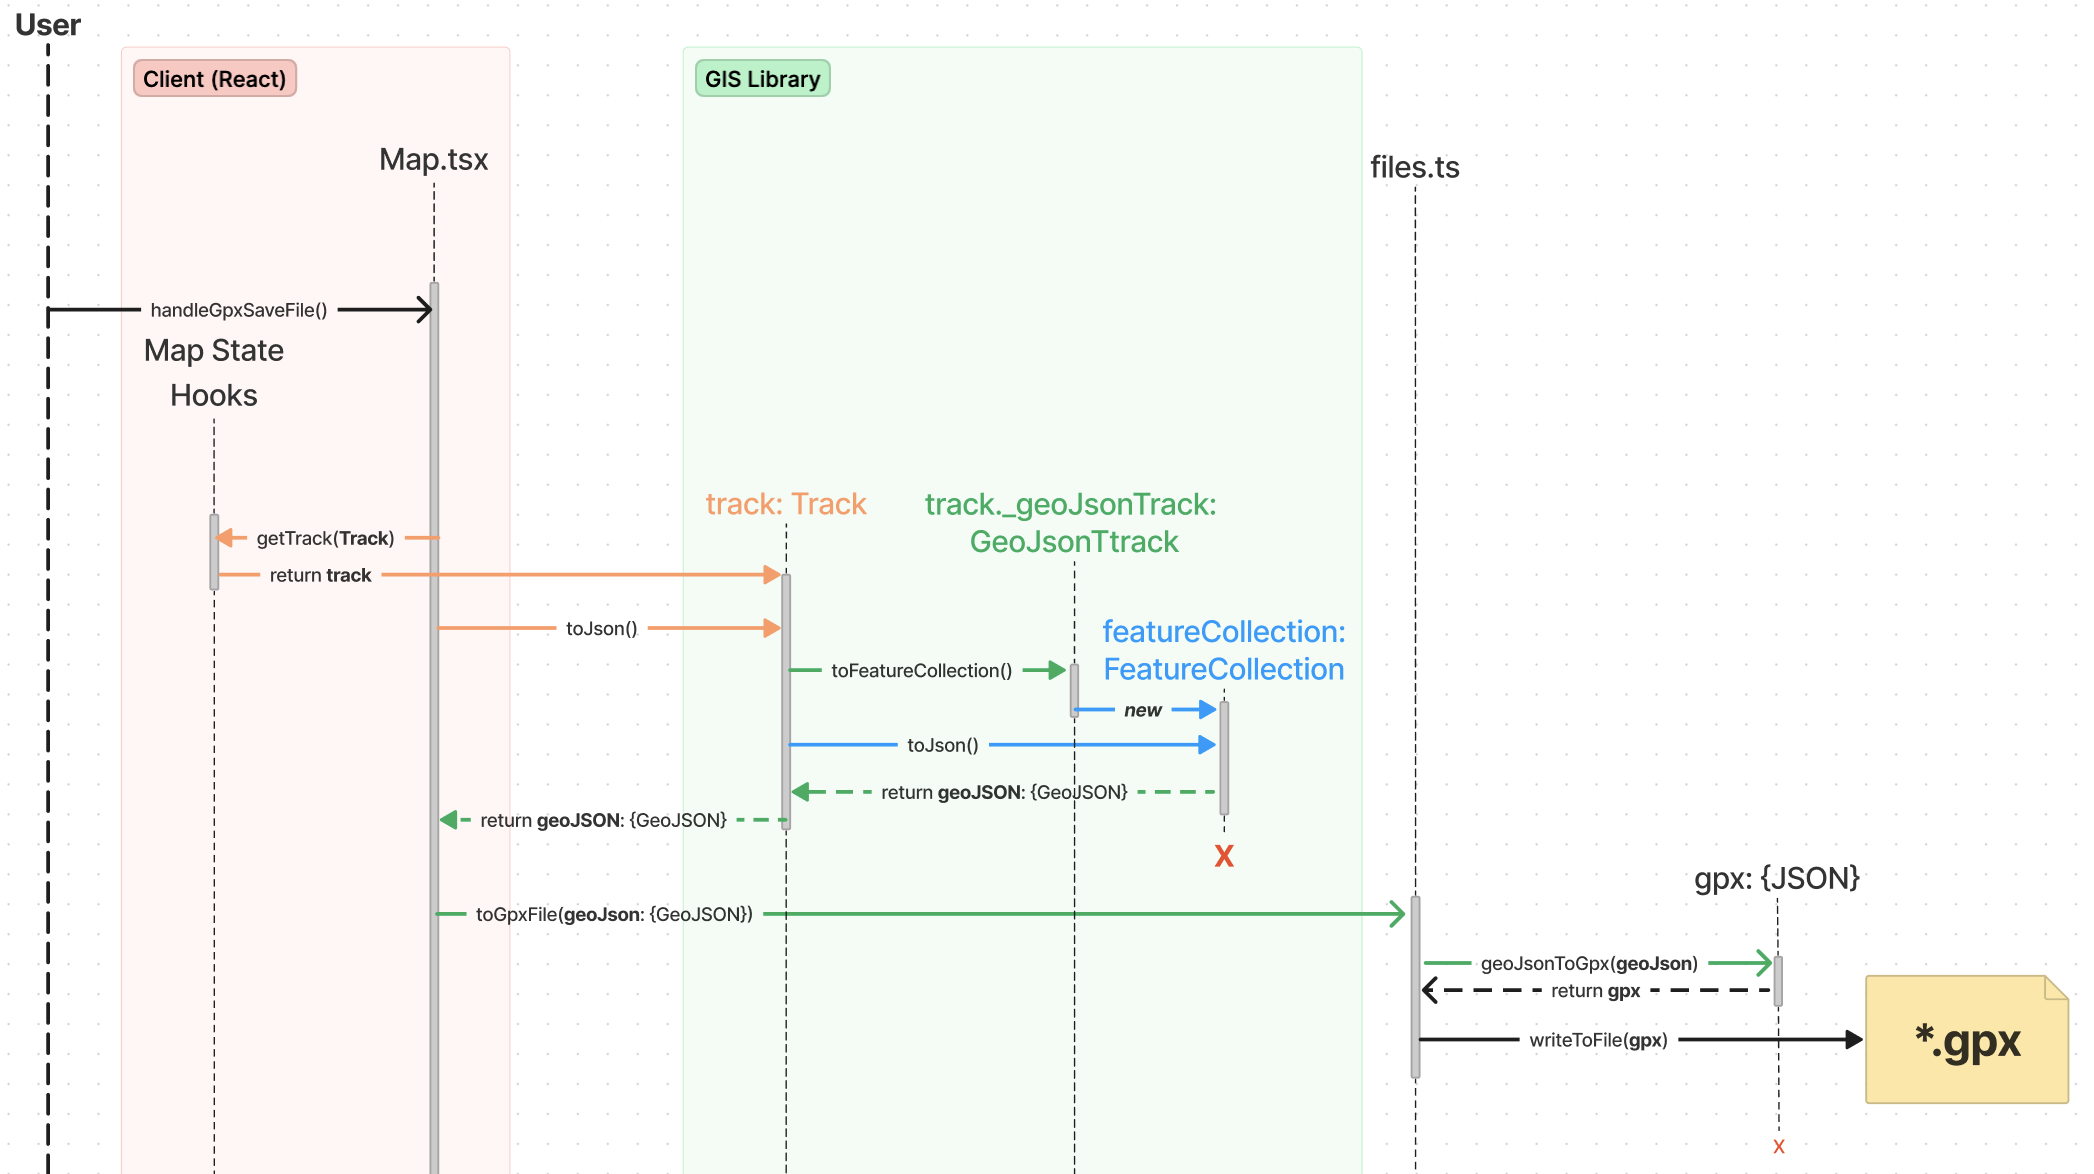 User
Client (React)
GIS Library
Map.tsx
files.ts
handleGpxSaveFile()
Map State
Hooks
track: Track
track._geoJsonTrack:
GeoJsonTtrack
getTrack(Track)
return track
toJson()
featureCollection:
FeatureCollection
toFeatureCollection()
new
toJson()
return geoJSON: {GeoJSON}
return geoJSON: {GeoJSON}
X
gpx: {JSON}
toGpxFile(geoJson: {GeoJSON})
geoJsonToGpx(geoJson)
return gpx
writeToFile(gpx)
*.gpx
X